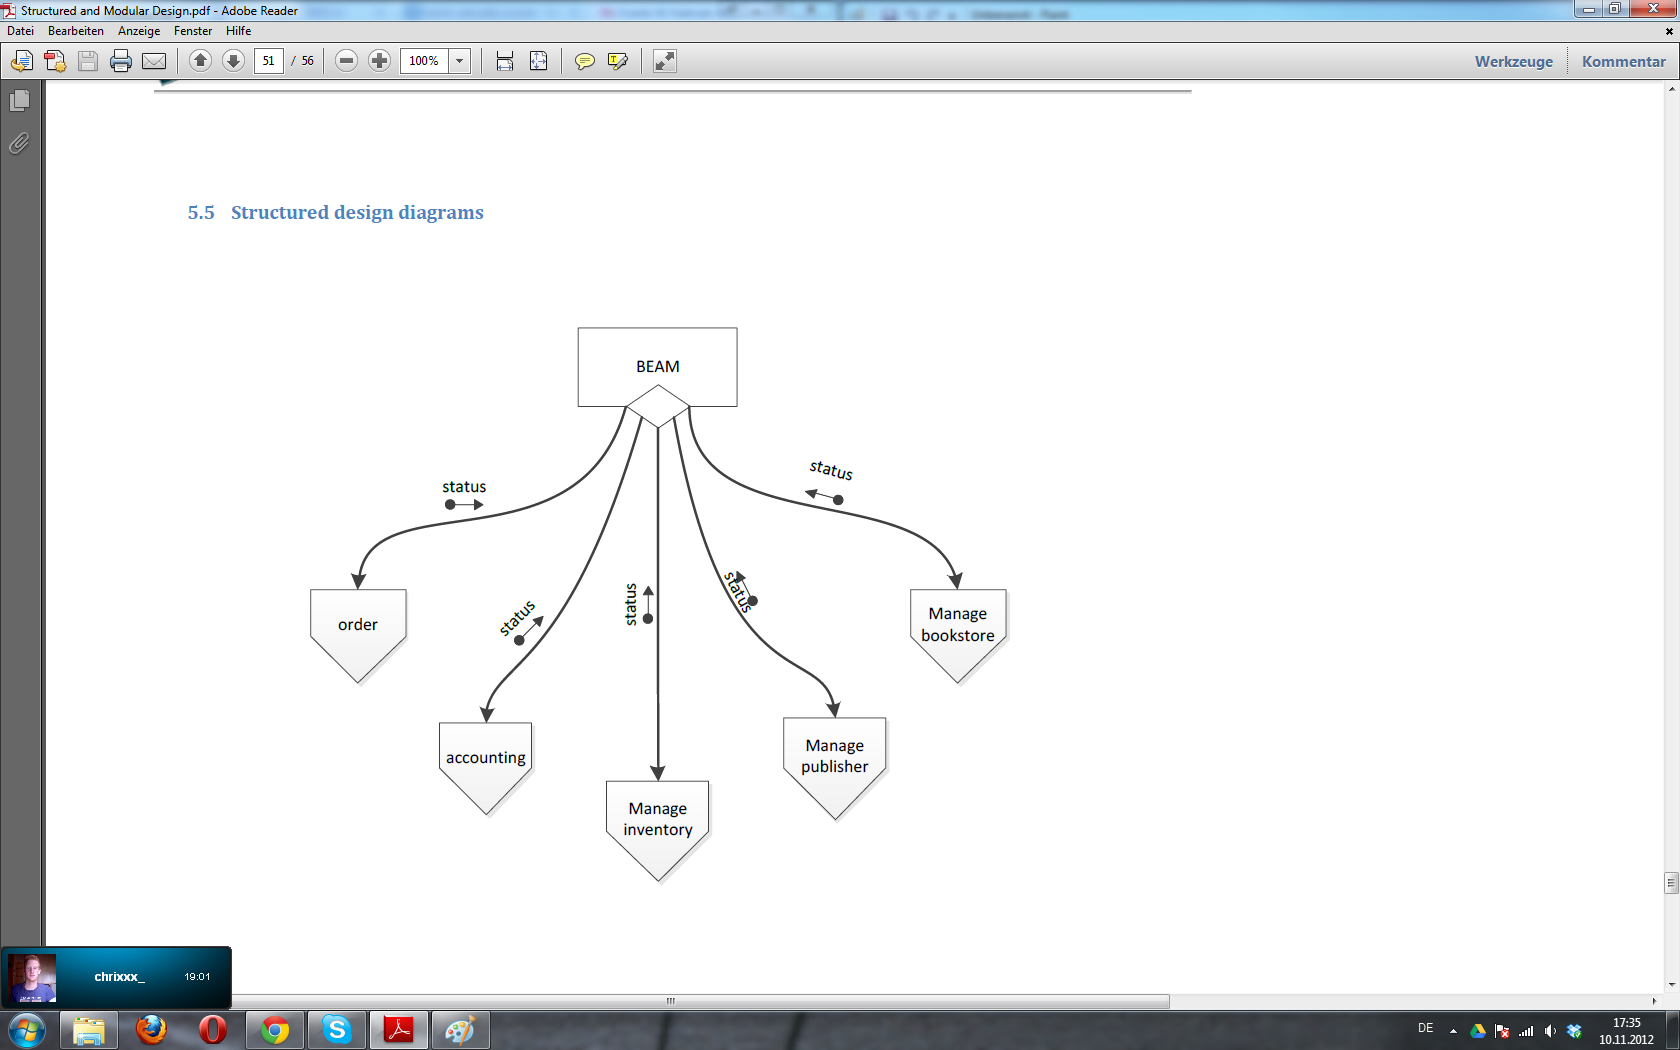 Structured and Modular Design.pdf - Adobe Reader
Datei Bearbeiten Anzeige Fenster Hilfe
51 / 56 100% Werkzeuge Kommentar
5.5 Structured design diagrams
BEAM
status
status
status
status
status
order
accounting
Manage
inventory
Manage
publisher
Manage
bookstore
chrixxx_ 19:01
DE
17:35
10.11.2012